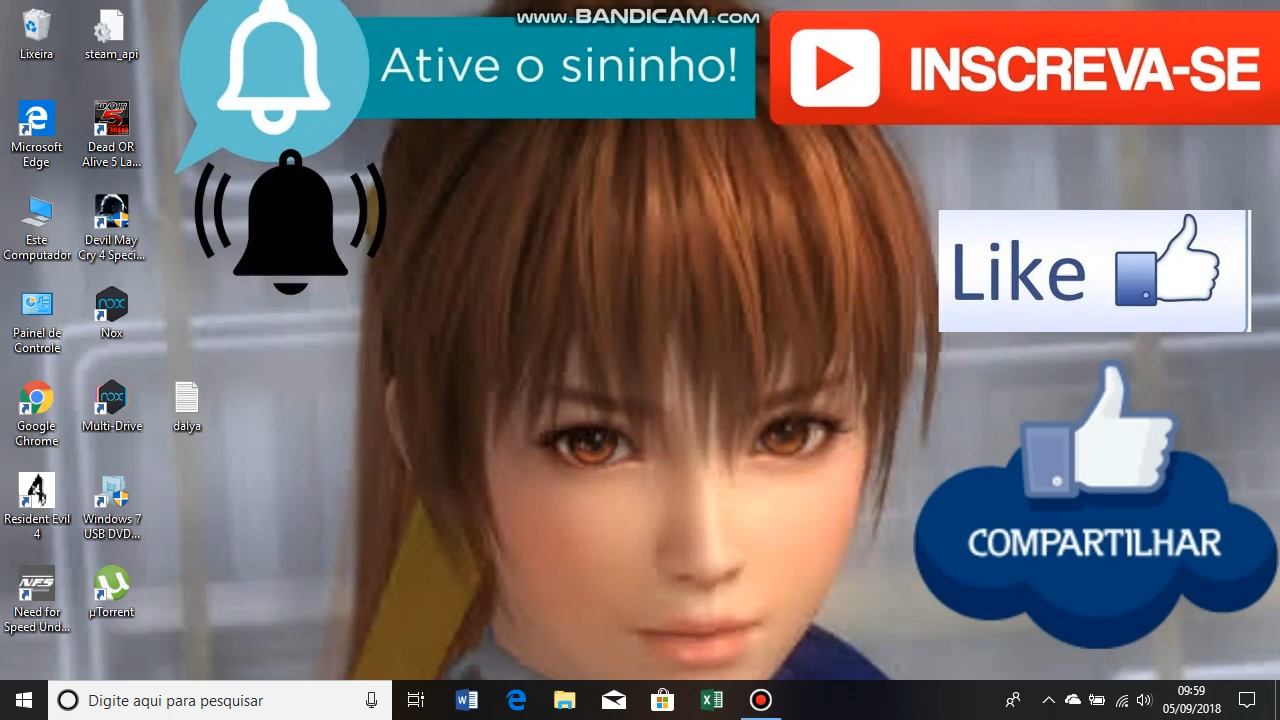 www.BANDICAM.com
Ative o sininho!
INSCREVA-SE
Like
COMPARTILHAR
Lixeira
steam_api
Microsoft
Edge
Dead OR
Alive 5 La...
Este
Computador
Devil May
Cry 4 Speci...
Painel de
Controle
Nox
Google
Chrome
Multi-Drive
dálya
Resident Evil
4
Windows 7
USB DVD...
Need for
Speed Und...
µTorrent
Digite aqui para pesquisar
09:59
05/09/2018